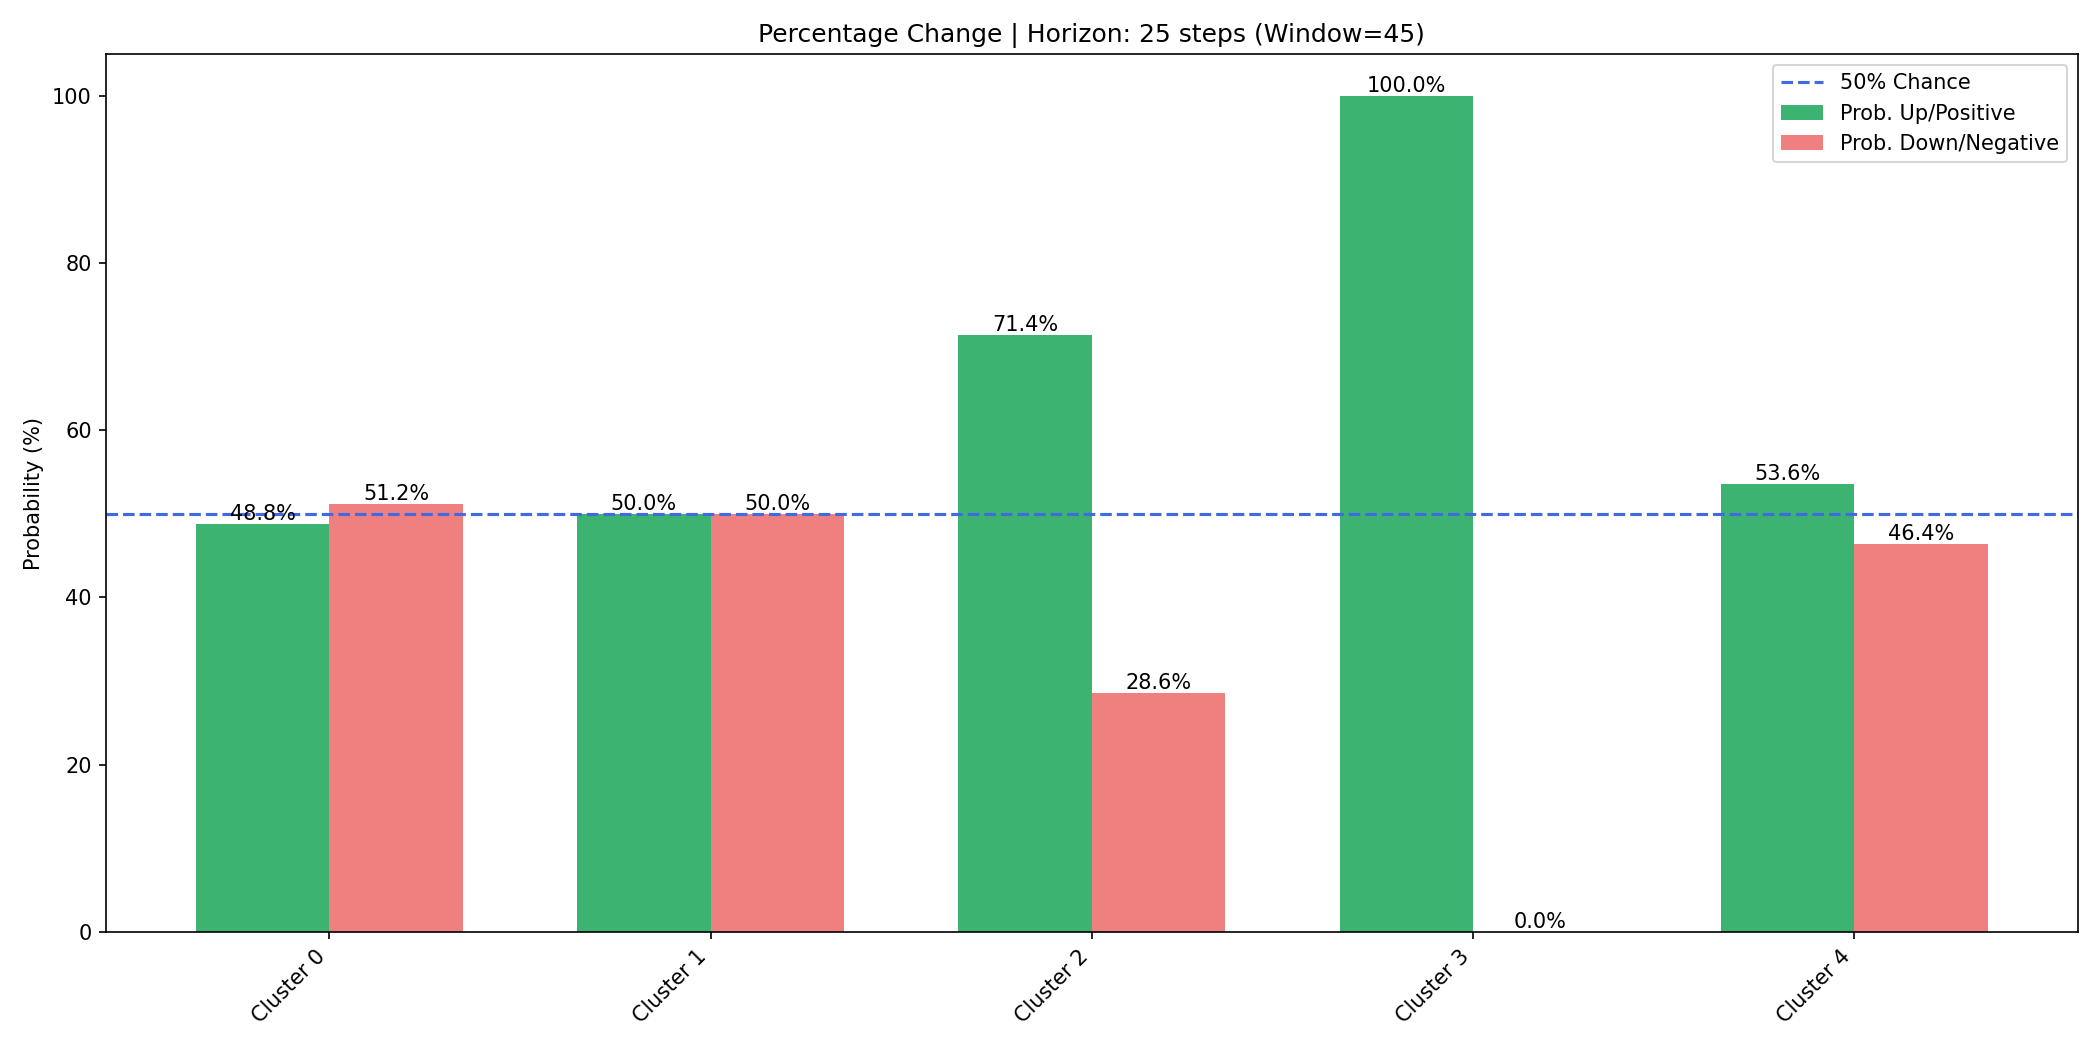 Percentage Change | Horizon: 25 steps (Window=45)
50% Chance
Prob. Up/Positive
Prob. Down/Negative
Probability (%)
100
80
60
40
20
0
48.8%
51.2%
50.0%
50.0%
71.4%
28.6%
100.0%
0.0%
53.6%
46.4%
Cluster 0
Cluster 1
Cluster 2
Cluster 3
Cluster 4